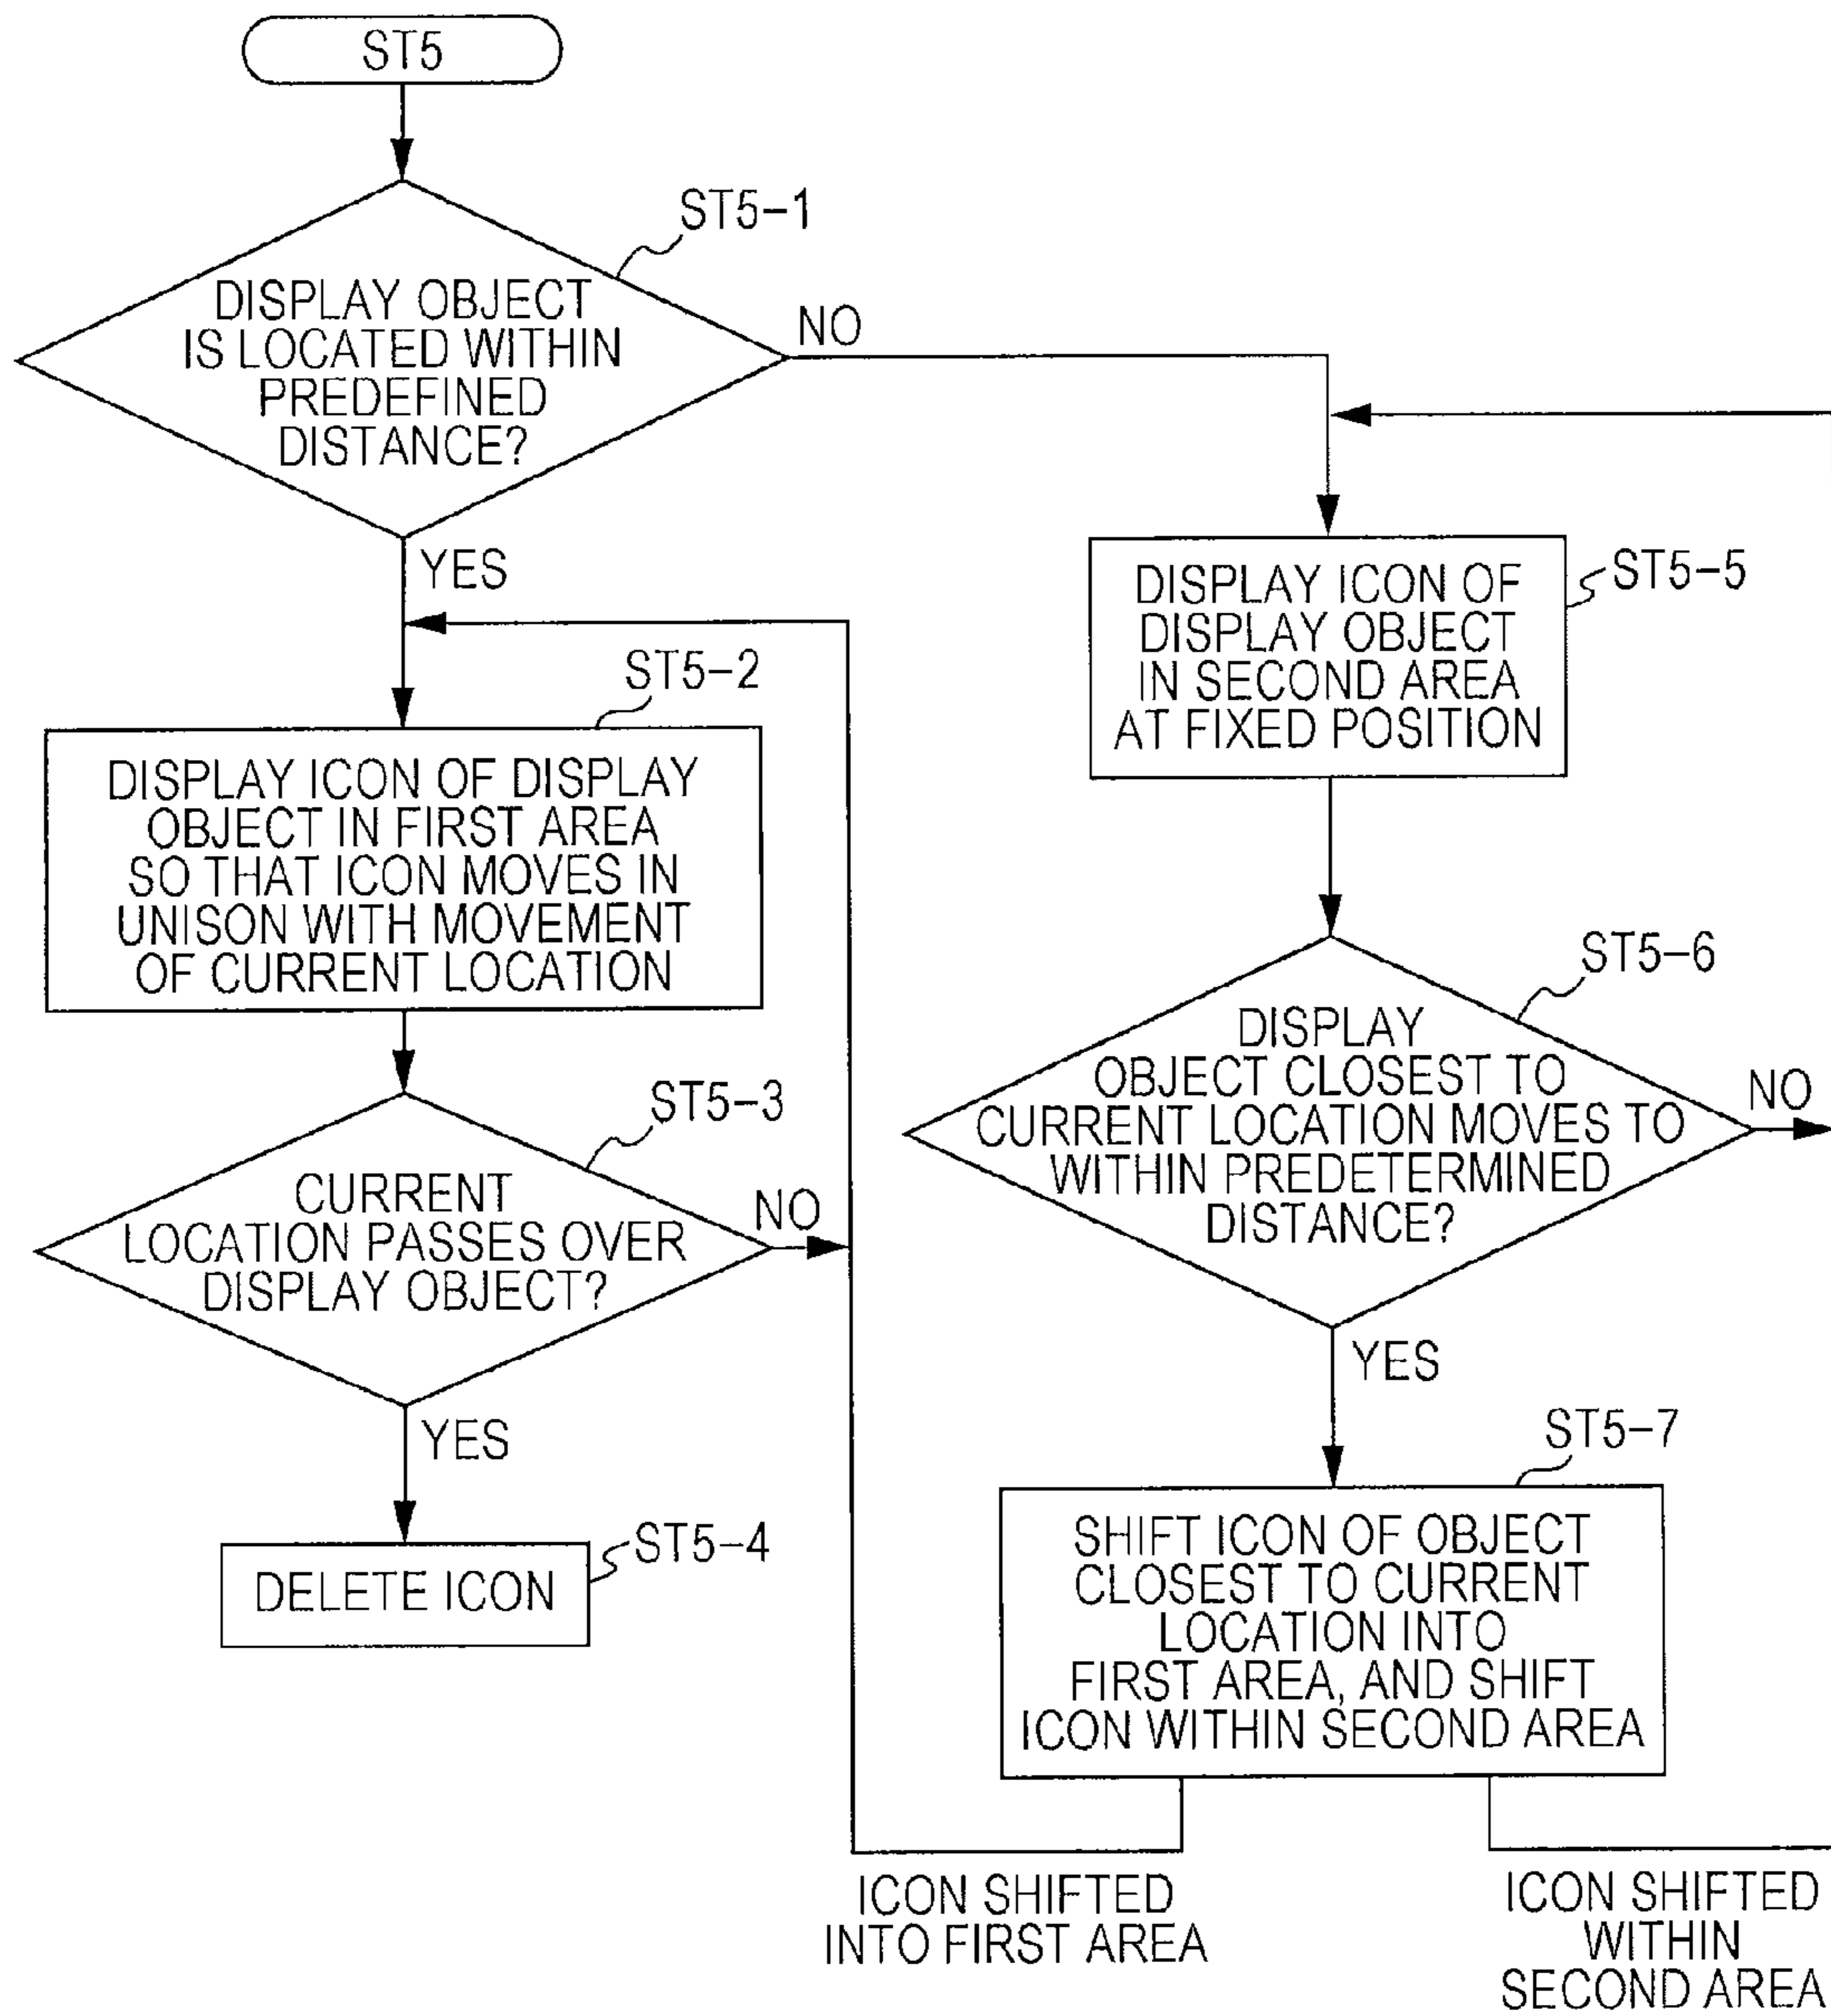 ST5
ST5-1
DISPLAY OBJECT
IS LOCATED WITHIN
PREDEFINED
DISTANCE?
NO
YES
ST5-2
DISPLAY ICON OF DISPLAY
OBJECT IN FIRST AREA
SO THAT ICON MOVES IN
UNISON WITH MOVEMENT
OF CURRENT LOCATION
ST5-3
CURRENT
LOCATION PASSES OVER
DISPLAY OBJECT?
NO
YES
ST5-4
DELETE ICON
ST5-5
DISPLAY ICON OF
DISPLAY OBJECT
IN SECOND AREA
AT FIXED POSITION
ST5-6
DISPLAY
OBJECT CLOSEST TO
CURRENT LOCATION MOVES TO
WITHIN PREDETERMINED
DISTANCE?
NO
YES
ST5-7
SHIFT ICON OF OBJECT
CLOSEST TO CURRENT
LOCATION INTO
FIRST AREA, AND SHIFT
ICON WITHIN SECOND AREA
ICON SHIFTED
INTO FIRST AREA
ICON SHIFTED
WITHIN
SECOND AREA